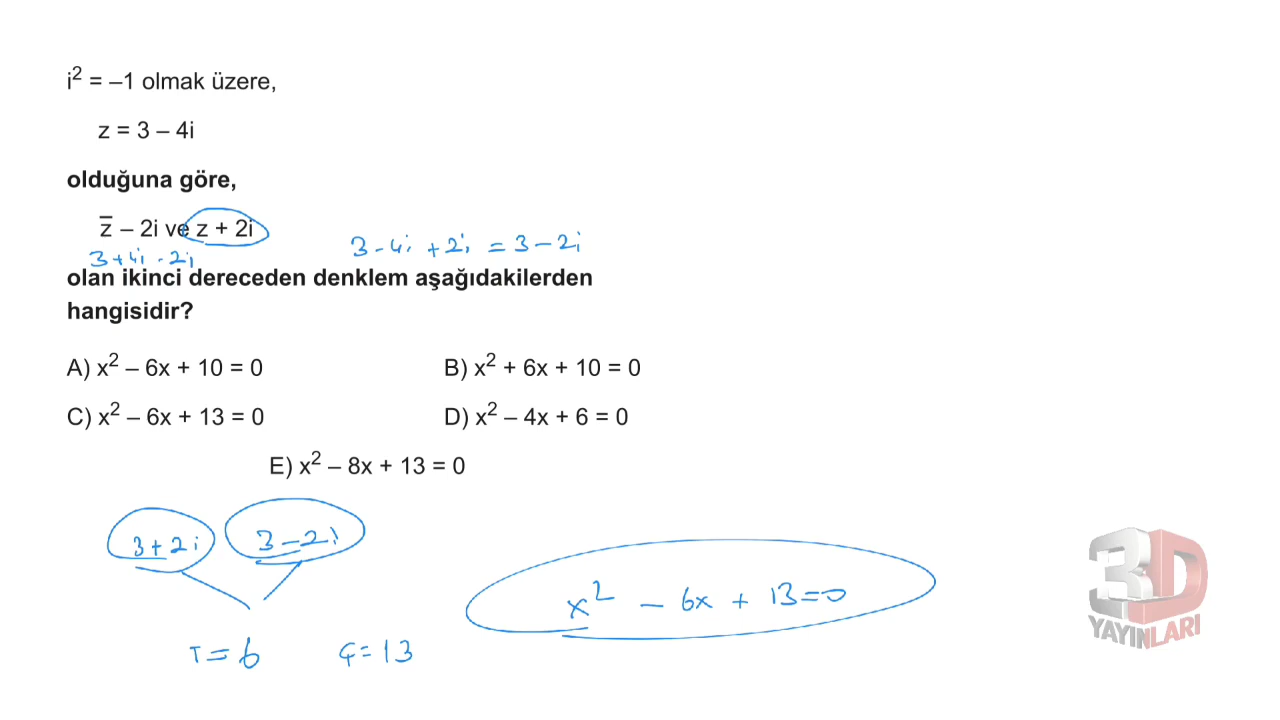 i² = –1 olmak üzere,
z = 3 – 4i
olduğuna göre,
z̅ – 2i ve z + 2i
3+4i - 2i
3-4i +2i = 3-2i
olan ikinci dereceden denklem aşağıdakilerden
hangisidir?
A) x² – 6x + 10 = 0 B) x² + 6x + 10 = 0
C) x² – 6x + 13 = 0 D) x² – 4x + 6 = 0
E) x² – 8x + 13 = 0
3+2i 3-2i
x² - 6x + 13=0
T=6 Ç=13
3D
YAYINLARI